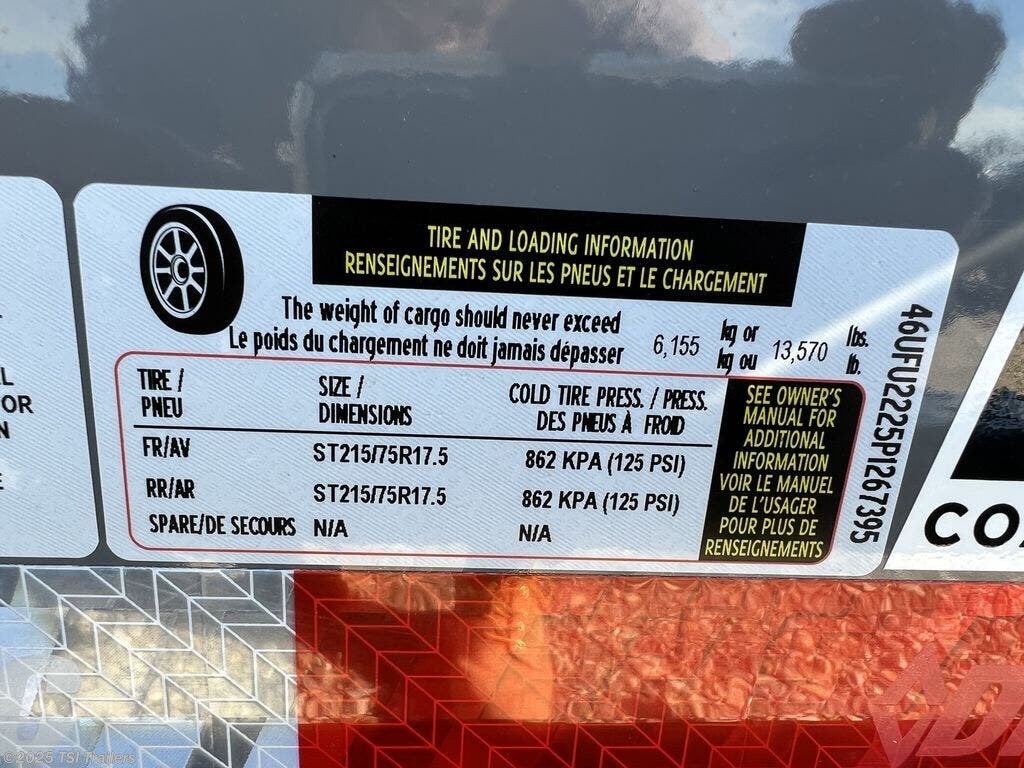 TIRE AND LOADING INFORMATION
RENSEIGNEMENTS SUR LES PNEUS ET LE CHARGEMENT
The weight of cargo should never exceed
Le poids du chargement ne doit jamais dépasser
6,155
kg or
kg ou
13,570
lbs.
lb.
TIRE /
PNEU
SIZE /
DIMENSIONS
COLD TIRE PRESS. / PRESS.
DES PNEUS À FROID
FR/AV
ST215/75R17.5
862 KPA (125 PSI)
RR/AR
ST215/75R17.5
862 KPA (125 PSI)
SPARE/DE SECOURS
N/A
N/A
SEE OWNER'S
MANUAL FOR
ADDITIONAL
INFORMATION
VOIR LE MANUEL
DE L'USAGER
POUR PLUS DE
RENSEIGNEMENTS
46UFU2225P1267395
OR
CO
©2025 TSI Trailers